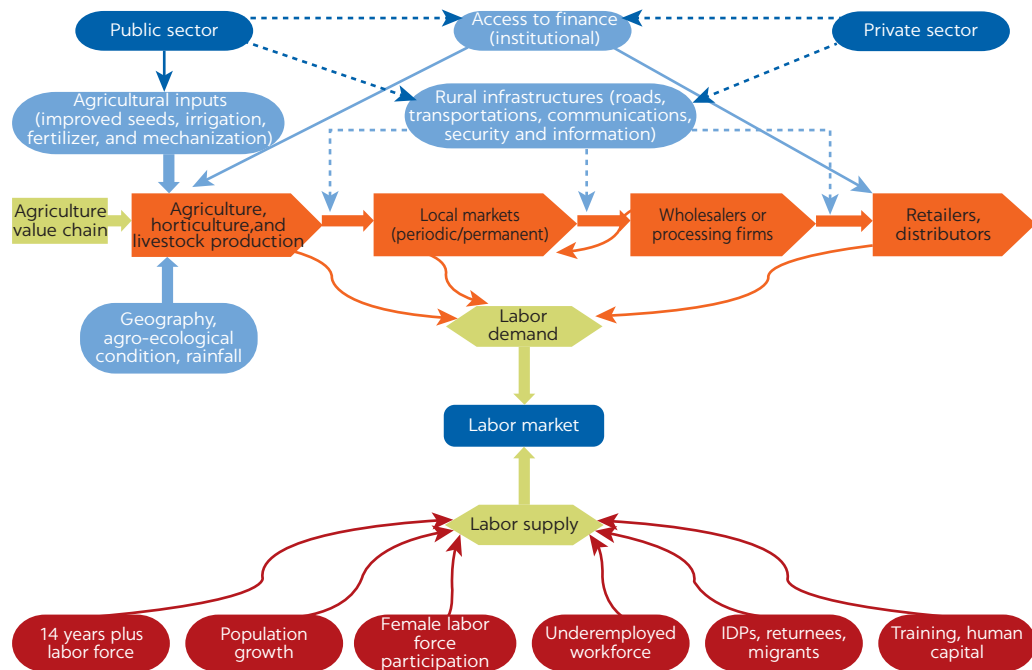 Public sector
Access to finance
(institutional)
Private sector
Agricultural inputs
(improved seeds, irrigation,
fertilizer, and mechanization)
Rural infrastructures (roads,
transportations, communications,
security and information)
Agriculture
value chain
Agriculture,
horticulture,and
livestock production
Local markets
(periodic/permanent)
Wholesalers or
processing firms
Retailers,
distributors
Geography,
agro-ecological
condition, rainfall
Labor
demand
Labor market
Labor supply
14 years plus
labor force
Population
growth
Female labor
force
participation
Underemployed
workforce
IDPs, returnees,
migrants
Training, human
capital